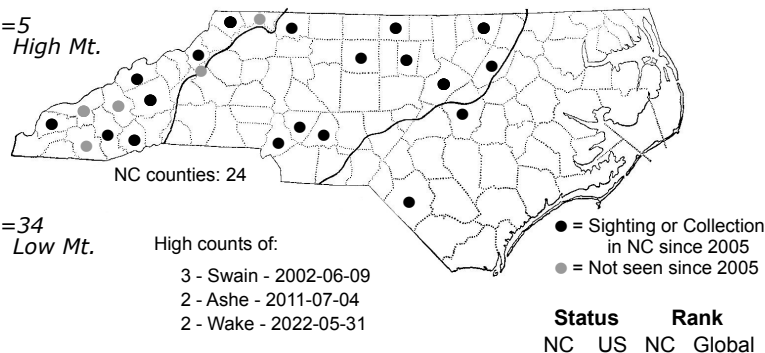 =5
High Mt.
NC counties: 24
=34
Low Mt.
High counts of:
3 - Swain - 2002-06-09
2 - Ashe - 2011-07-04
2 - Wake - 2022-05-31
● = Sighting or Collection
in NC since 2005
● = Not seen since 2005
Status Rank
NC US NC Global